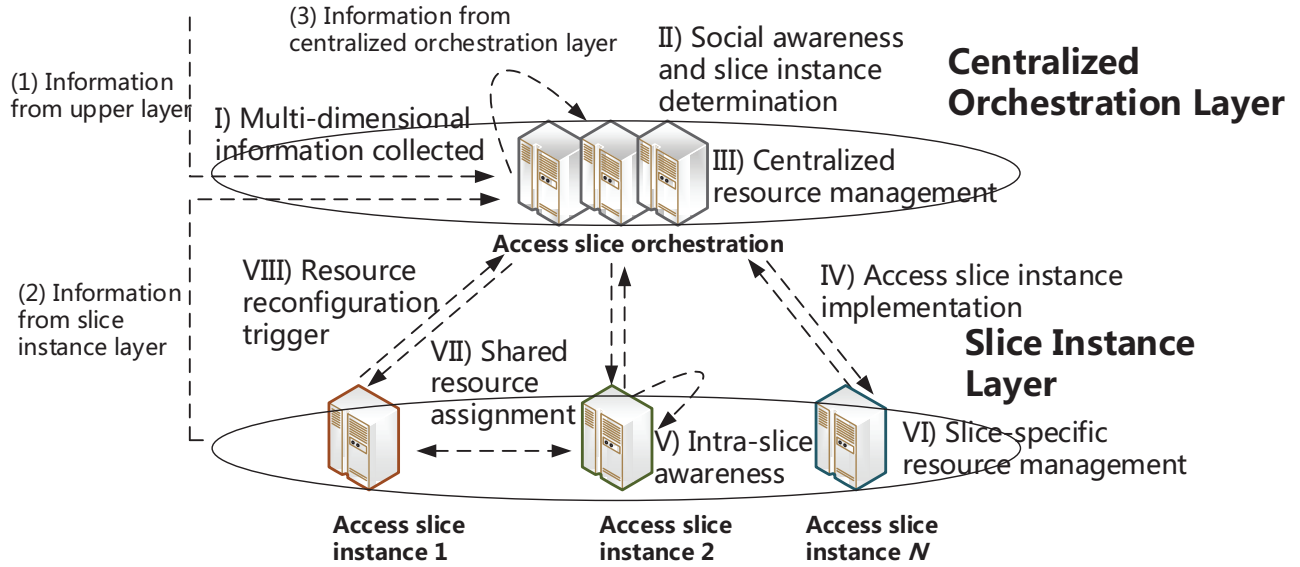 (3) Information from
centralized orchestration layer
II) Social awareness
and slice instance
determination
Centralized
Orchestration Layer
(1) Information
from upper layer
I) Multi-dimensional
information collected
III) Centralized
resource management
Access slice orchestration
VIII) Resource
reconfiguration
trigger
IV) Access slice instance
implementation
(2) Information
from slice
instance layer
VII) Shared
resource
assignment
Slice Instance
Layer
V) Intra-slice
awareness
VI) Slice-specific
resource management
Access slice
instance 1
Access slice
instance 2
Access slice
instance N